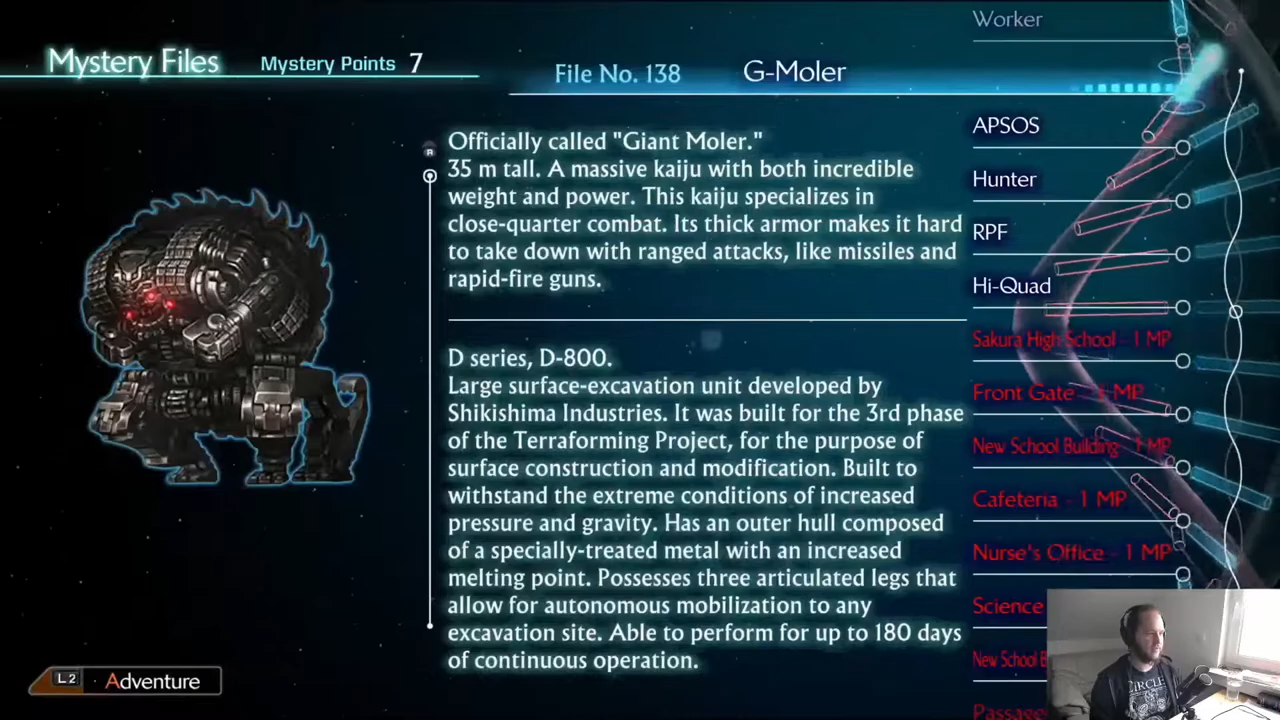 Worker
Mystery Files
Mystery Points 7
File No. 138
G-Moler
Officially called "Giant Moler."
35 m tall. A massive kaiju with both incredible
weight and power. This kaiju specializes in
close-quarter combat. Its thick armor makes it hard
to take down with ranged attacks, like missiles and
rapid-fire guns.
D series, D-800.
Large surface-excavation unit developed by
Shikishima Industries. It was built for the 3rd phase
of the Terraforming Project, for the purpose of
surface construction and modification. Built to
withstand the extreme conditions of increased
pressure and gravity. Has an outer hull composed
of a specially-treated metal with an increased
melting point. Possesses three articulated legs that
allow for autonomous mobilization to any
excavation site. Able to perform for up to 180 days
of continuous operation.
R
APSOS
Hunter
RPF
Hi-Quad
Sakura High School - 1 MP
Front Gate - 1 MP
New School Building - 1 MP
Cafeteria - 1 MP
Nurse's Office - 1 MP
Science
New School B
Passage
L2 Adventure
CIRCLE